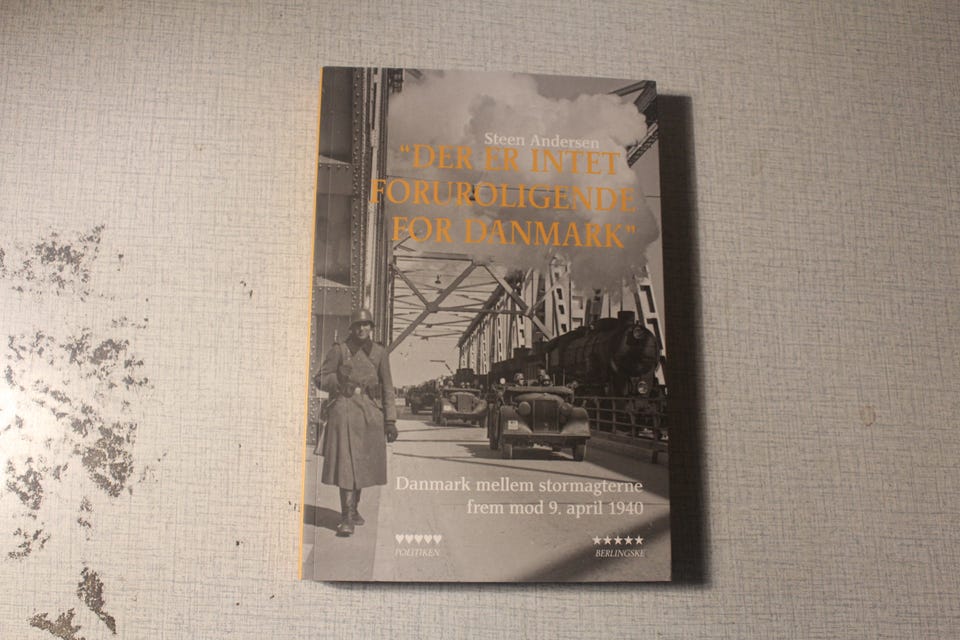 Steen Andersen
“DER ER INTET
FORUROLIGENDE
FOR DANMARK”
Danmark mellem stormagterne
frem mod 9. april 1940
♥♥♥♥♥
POLITIKEN
★★★★★
BERLINGSKE